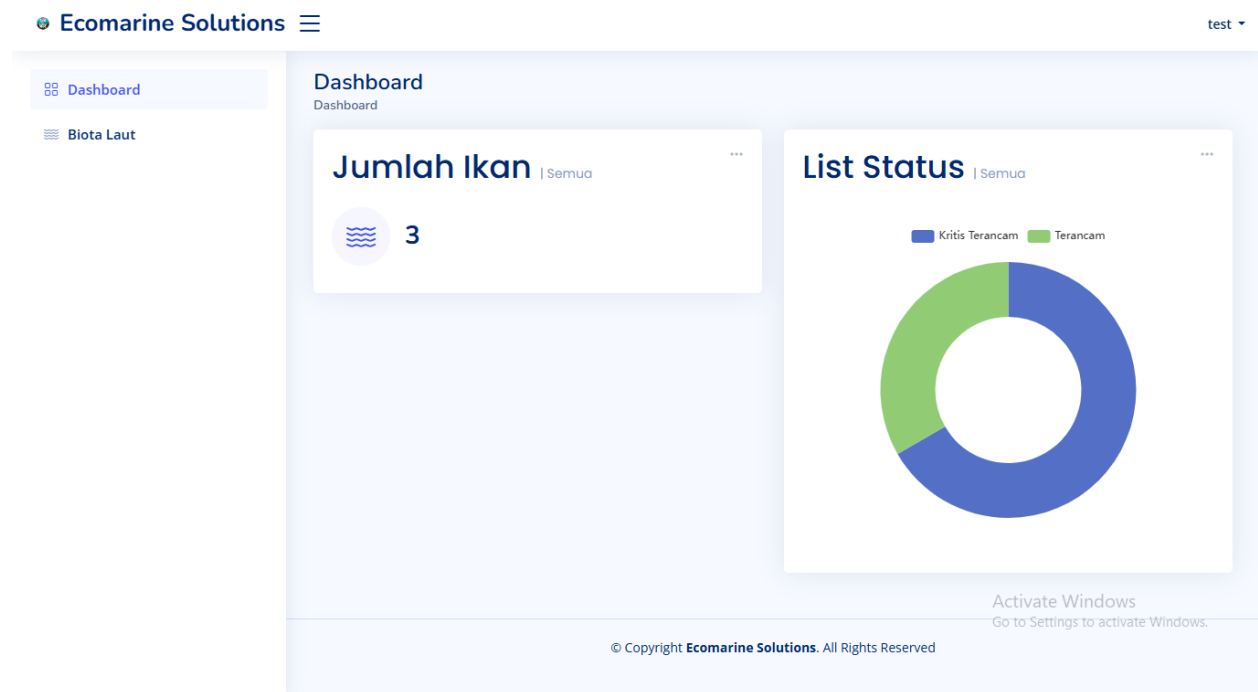 Ecomarine Solutions
test
Dashboard
Biota Laut
Dashboard
Dashboard
Jumlah Ikan | Semua
3
List Status | Semua
Kritis Terancam Terancam
Activate Windows
Go to Settings to activate Windows.
© Copyright Ecomarine Solutions. All Rights Reserved